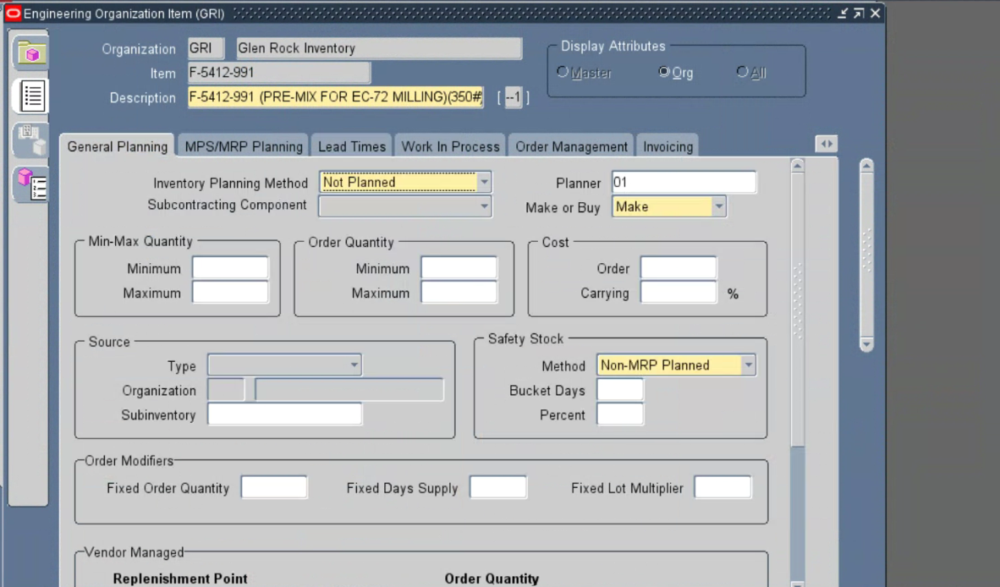 Engineering Organization Item (GRI)
Organization GRI Glen Rock Inventory
Item F-5412-991
Description F-5412-991 (PRE-MIX FOR EC-72 MILLING)(350#) [ --1 ]
Display Attributes
Master Org All
General Planning MPS/MRP Planning Lead Times Work In Process Order Management Invoicing
Inventory Planning Method Not Planned Planner 01
Subcontracting Component Make or Buy Make
Min-Max Quantity Order Quantity Cost
Minimum Minimum Order
Maximum Maximum Carrying %
Source Safety Stock
Type Method Non-MRP Planned
Organization Bucket Days
Subinventory Percent
Order Modifiers
Fixed Order Quantity Fixed Days Supply Fixed Lot Multiplier
Vendor Managed
Replenishment Point Order Quantity